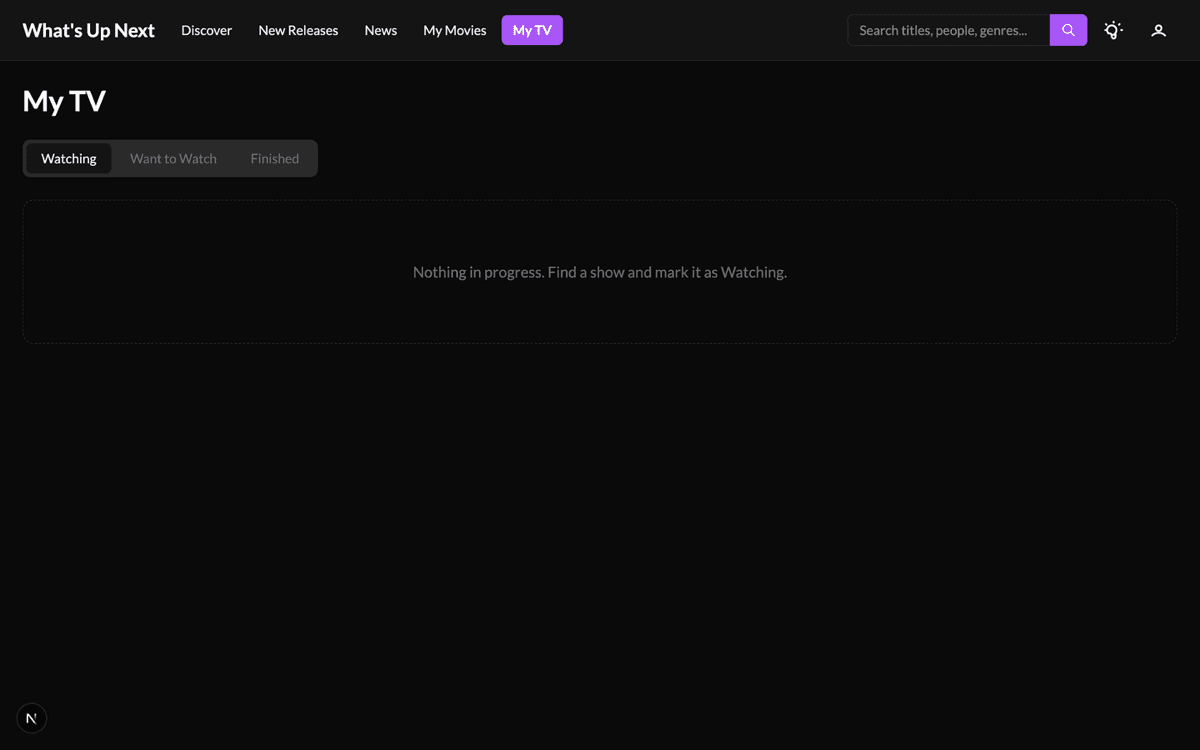 What's Up Next
Discover
New Releases
News
My Movies
My TV
Search titles, people, genres...
My TV
Watching
Want to Watch
Finished
Nothing in progress. Find a show and mark it as Watching.
N